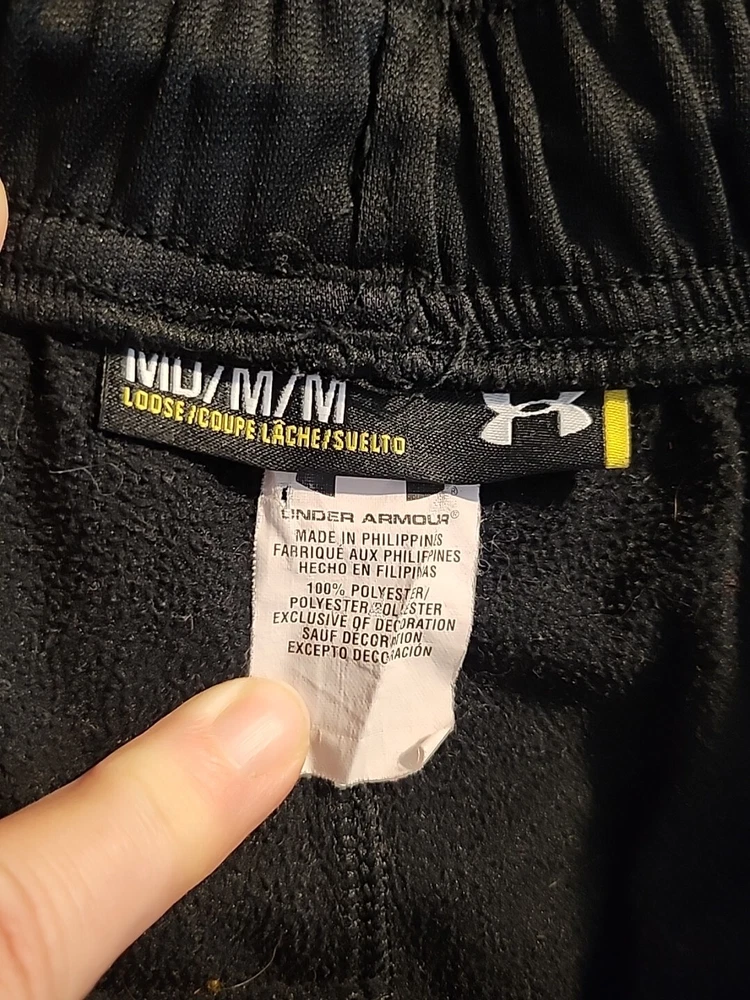 MD/M/M
LOOSE/COUPE LÂCHE/SUELTO
UNDER ARMOUR®
MADE IN PHILIPPINES
FABRIQUÉ AUX PHILIPPINES
HECHO EN FILIPINAS
100% POLYESTER/
POLYESTER/POLIESTER
EXCLUSIVE OF DECORATION
SAUF DÉCORATION
EXCEPTO DECORACIÓN